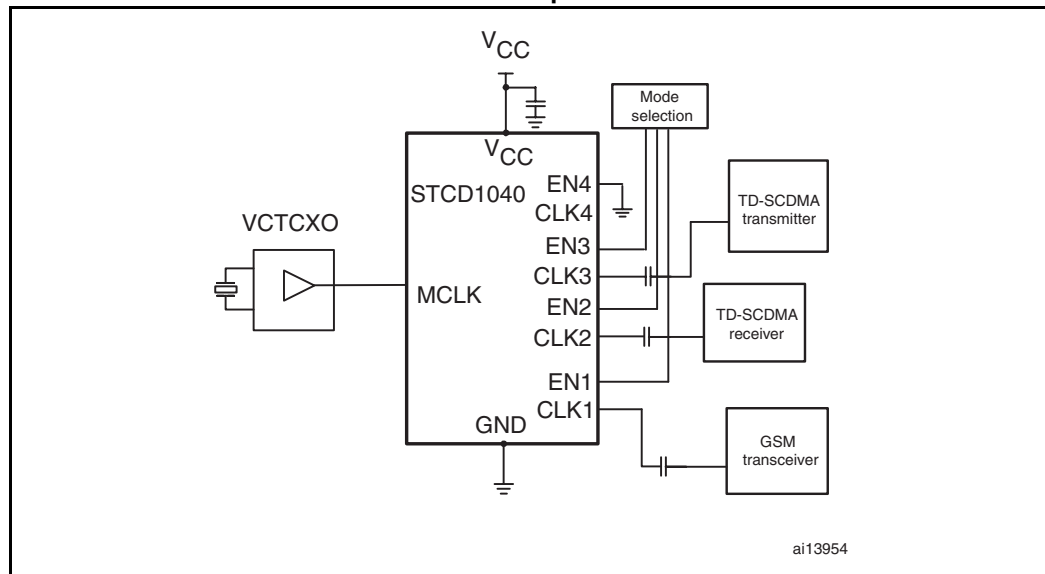 VCC
Mode
selection
VCC
STCD1040
EN4
CLK4
TD-SCDMA
transmitter
VCTCXO
EN3
CLK3
MCLK
EN2
TD-SCDMA
receiver
CLK2
EN1
CLK1
GND
GSM
transceiver
ai13954